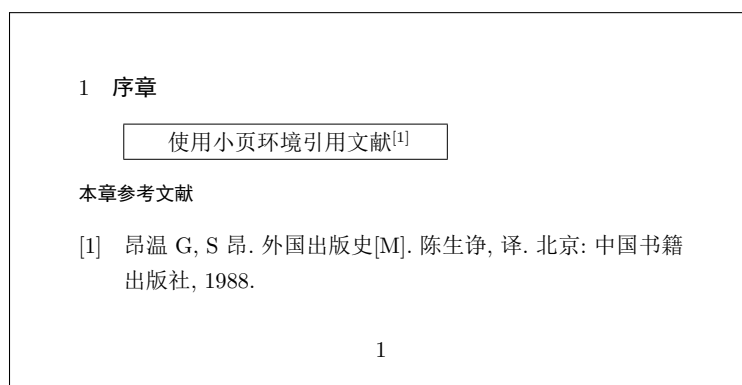 1 序章
使用小页环境引用文献[1]
本章参考文献
[1] 昂温 G, S 昂. 外国出版史[M]. 陈生诤, 译. 北京: 中国书籍
出版社, 1988.
1